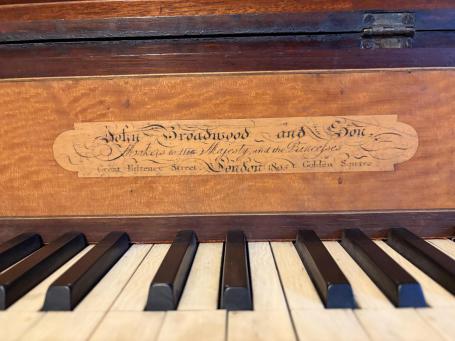 John Broadwood and Son,
Makers to His Majesty, and the Princesses
Great Pulteney Street London Golden Square